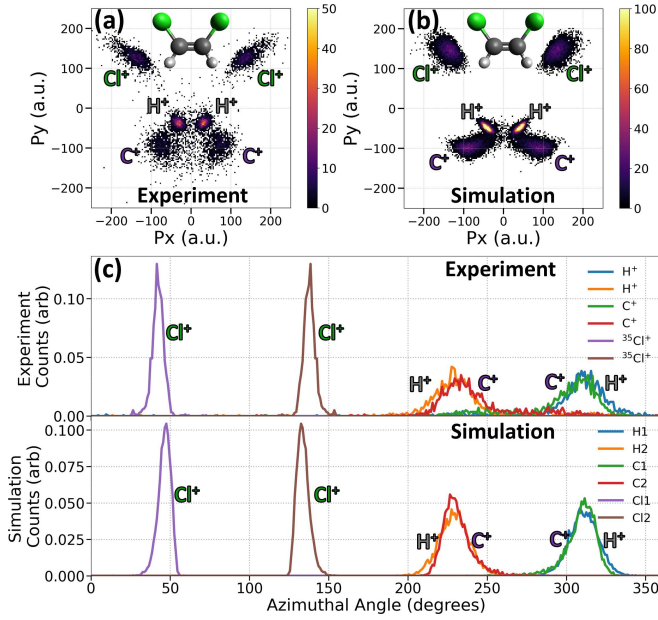 (a)
Cl⁺
Cl⁺
H⁺
H⁺
C⁺
C⁺
Experiment
200
100
0
−100
−200
Py (a.u.)
−200
−100
0
100
200
Px (a.u.)
50
40
30
20
10
0
(b)
Cl⁺
Cl⁺
H⁺
H⁺
C⁺
C⁺
Simulation
200
100
0
−100
−200
Py (a.u.)
−200
−100
0
100
200
Px (a.u.)
100
80
60
40
20
0
(c)
Experiment
Experiment
Counts (arb)
0.10
0.05
0.00
Cl⁺
Cl⁺
H⁺
C⁺
C⁺
H⁺
H⁺
H⁺
C⁺
C⁺
³⁵Cl⁺
³⁵Cl⁺
Simulation
Simulation
Counts (arb)
0.100
0.075
0.050
0.025
0.000
Cl⁺
Cl⁺
H⁺
C⁺
C⁺
H⁺
H1
H2
C1
C2
Cl1
Cl2
0
50
100
150
200
250
300
350
Azimuthal Angle (degrees)